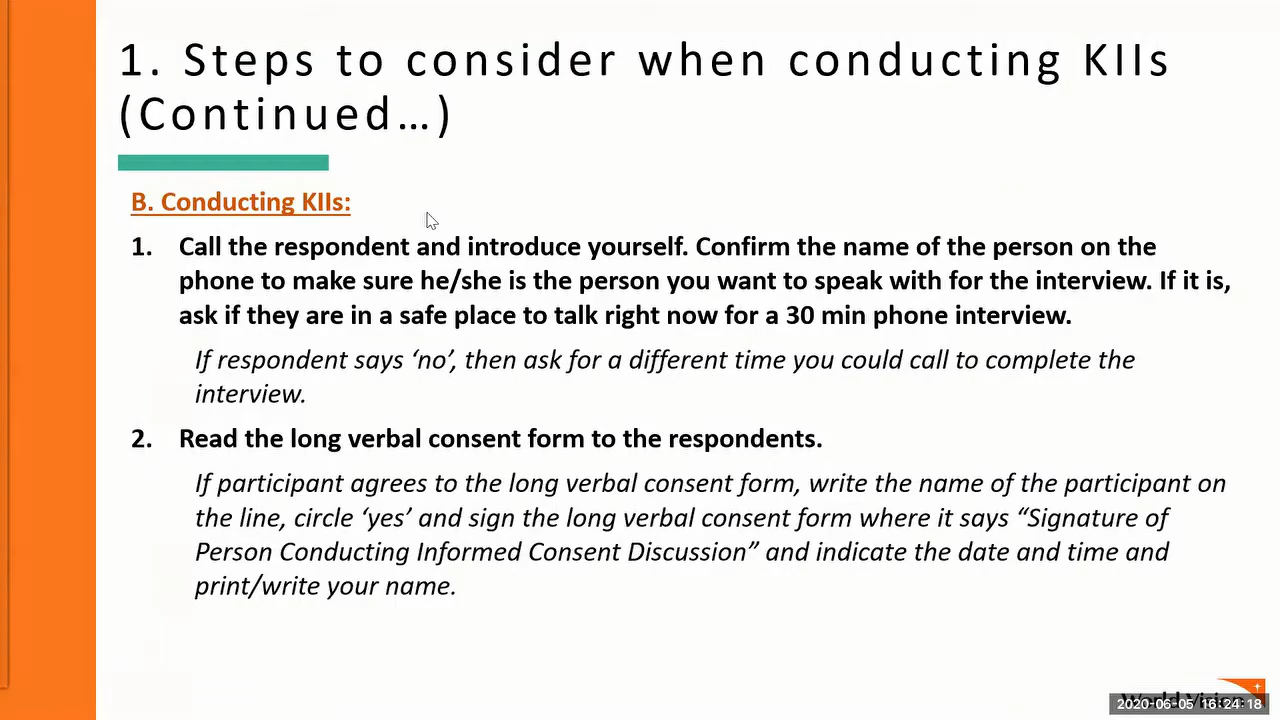 1. Steps to consider when conducting KIIs
(Continued…)
B. Conducting KIIs:
1. Call the respondent and introduce yourself. Confirm the name of the person on the
phone to make sure he/she is the person you want to speak with for the interview. If it is,
ask if they are in a safe place to talk right now for a 30 min phone interview.
If respondent says ‘no’, then ask for a different time you could call to complete the
interview.
2. Read the long verbal consent form to the respondents.
If participant agrees to the long verbal consent form, write the name of the participant on
the line, circle ‘yes’ and sign the long verbal consent form where it says “Signature of
Person Conducting Informed Consent Discussion” and indicate the date and time and
print/write your name.
World Vision
2020-06-05 16:24:18